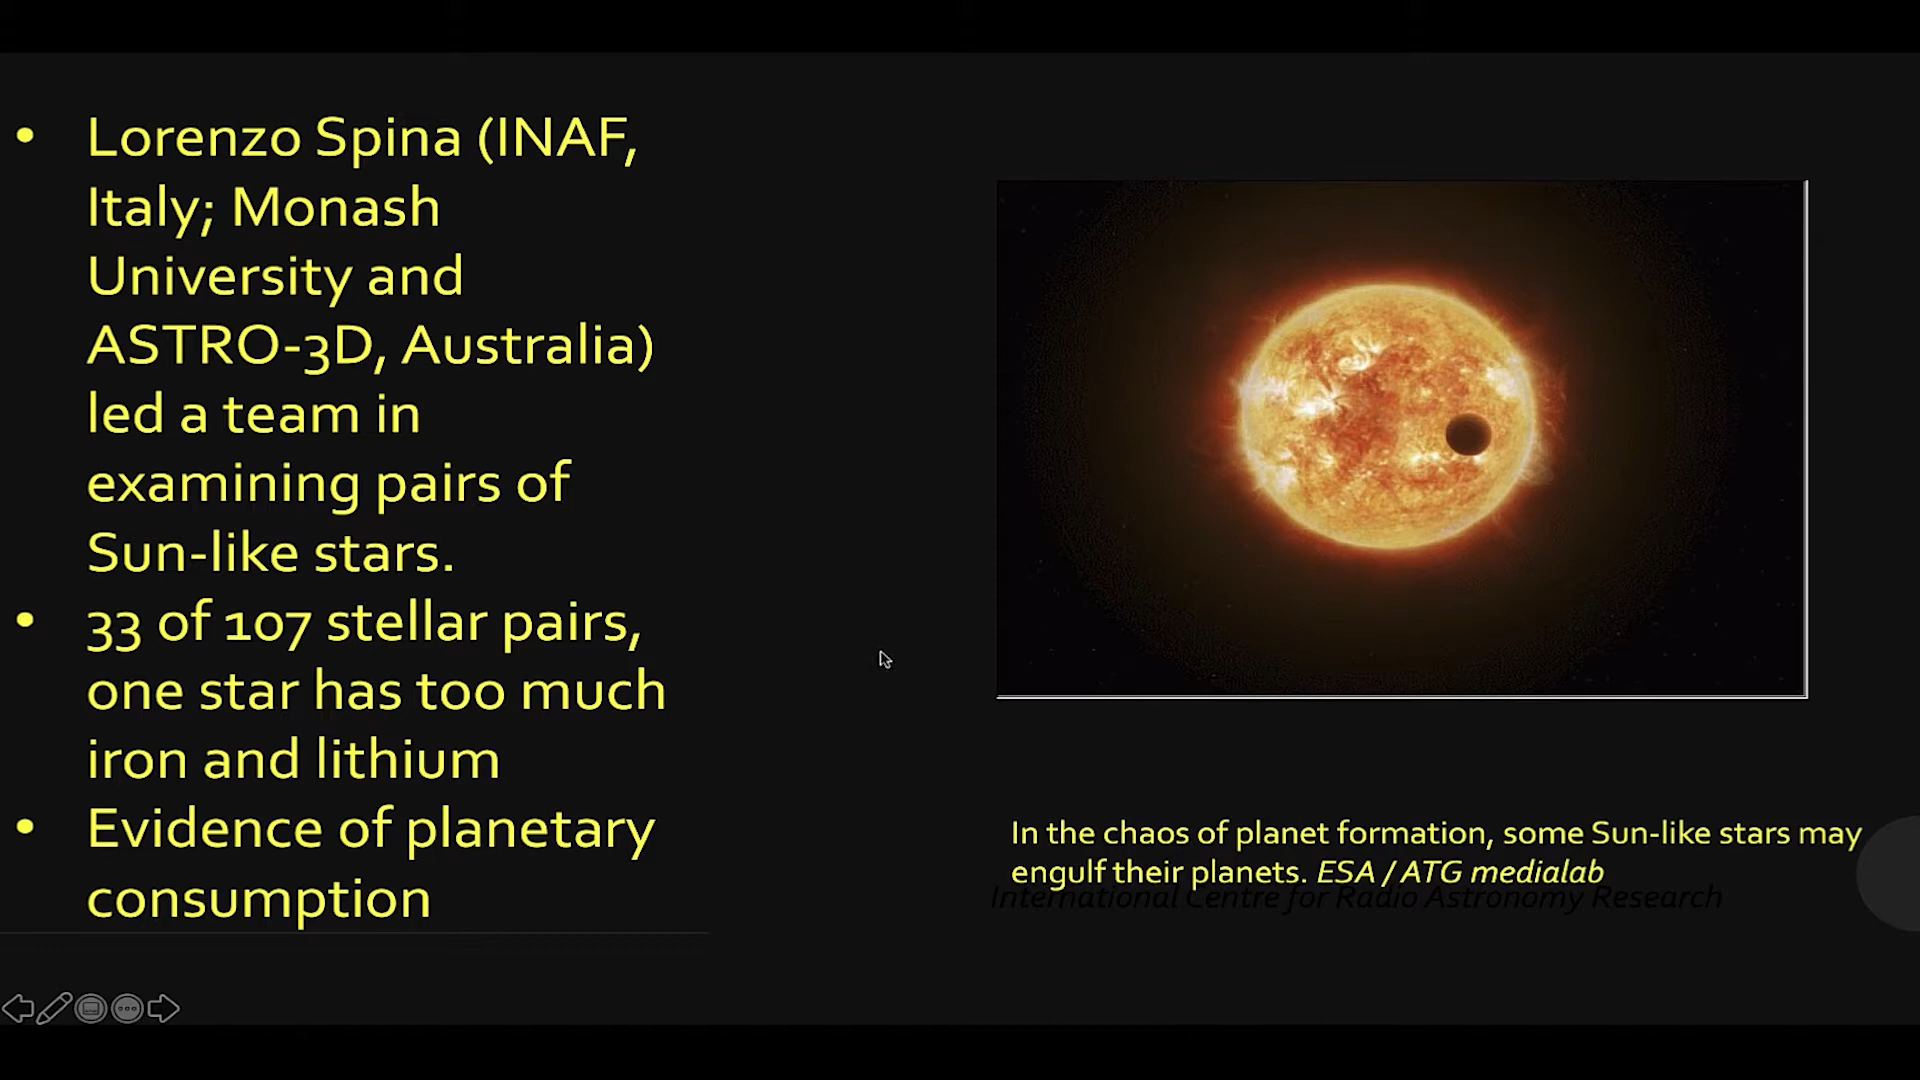 • Lorenzo Spina (INAF,
Italy; Monash
University and
ASTRO-3D, Australia)
led a team in
examining pairs of
Sun-like stars.
• 33 of 107 stellar pairs,
one star has too much
iron and lithium
• Evidence of planetary
consumption
In the chaos of planet formation, some Sun-like stars may
engulf their planets. ESA / ATG medialab
International Centre for Radio Astronomy Research